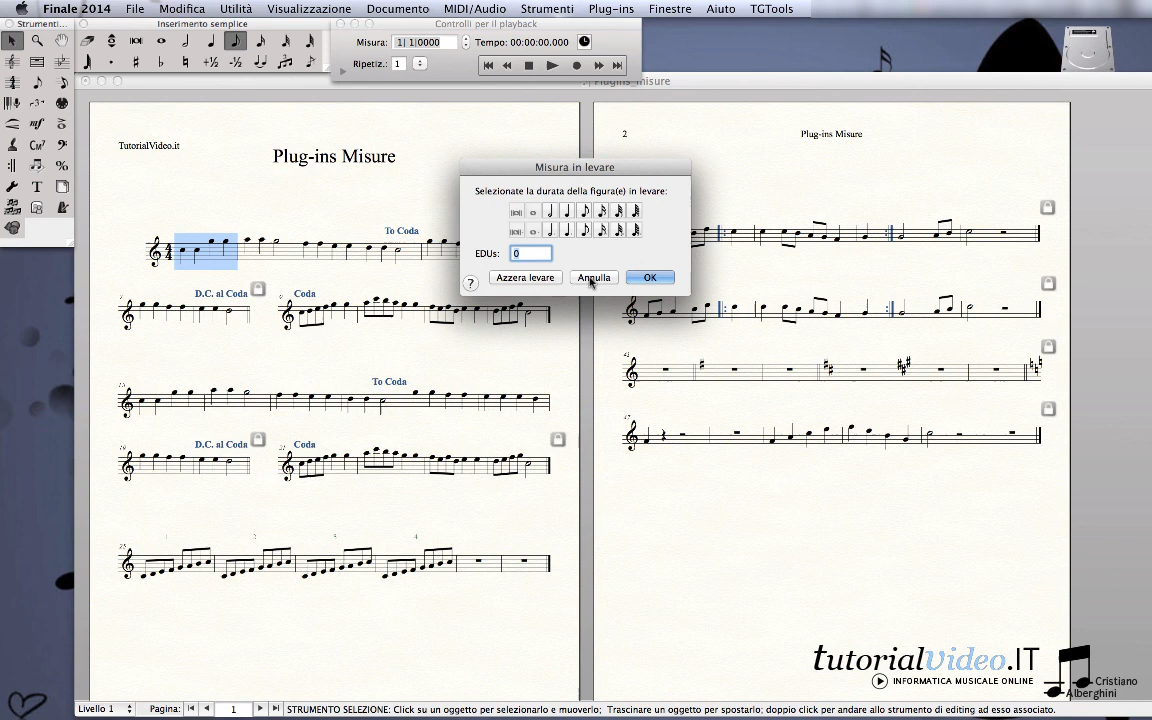 Finale 2014 File Modifica Utilità Visualizzazione Documento MIDI/Audio Strumenti Plug-ins Finestre Aiuto TGTools
Strumenti...
Inserimento semplice
Controlli per il playback
Misura: 1| 1|0000
Tempo: 00:00:00.000
Ripetiz.: 1
TutorialVideo.it
Plug-ins Misure
To Coda
D.C. al Coda
Coda
To Coda
D.C. al Coda
Coda
1 2 3 4
2
Plug-ins Misure
Misura in levare
Selezionate la durata della figura(e) in levare:
EDUs: 0
?
Azzera levare
Annulla
OK
tutorialVideo.IT
INFORMATICA MUSICALE ONLINE
Cristiano
Alberghini
Livello 1
Pagina: 1
STRUMENTO SELEZIONE: Click su un oggetto per selezionarlo e muoverlo; Trascinare un oggetto per spostarlo; doppio click per andare allo strumento di editing ad esso associato.